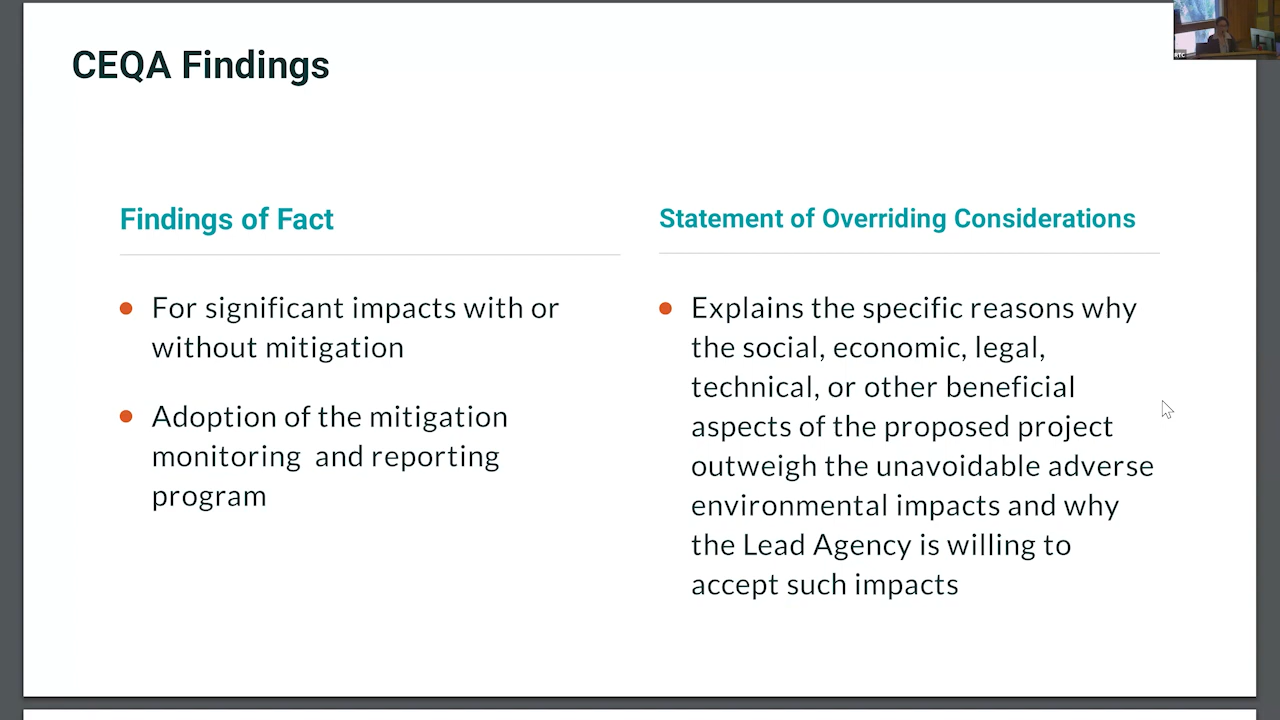 CEQA Findings
Findings of Fact
For significant impacts with or
without mitigation
Adoption of the mitigation
monitoring  and reporting
program
Statement of Overriding Considerations
Explains the specific reasons why
the social, economic, legal,
technical, or other beneficial
aspects of the proposed project
outweigh the unavoidable adverse
environmental impacts and why
the Lead Agency is willing to
accept such impacts
RTC